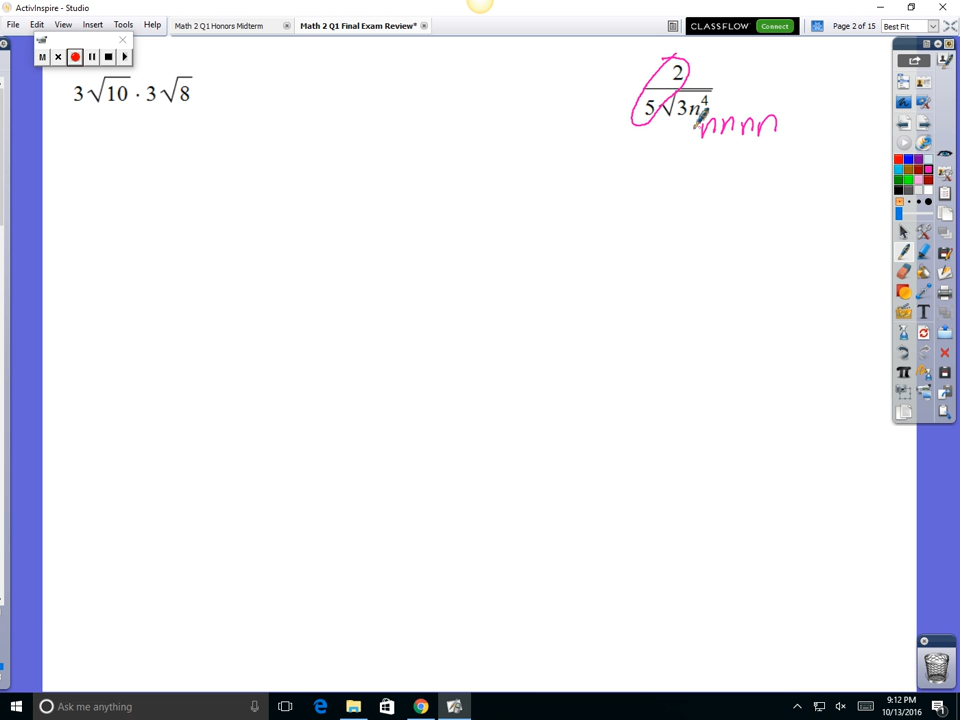 ActivInspire - Studio
File Edit View Insert Tools Help
Math 2 Q1 Honors Midterm
Math 2 Q1 Final Exam Review*
CLASSFLOW Connect
Page 2 of 15
Best Fit
M
3√10 · 3√8
2
5√3n⁴
n n n n
T
Ask me anything
9:12 PM
10/13/2016
1